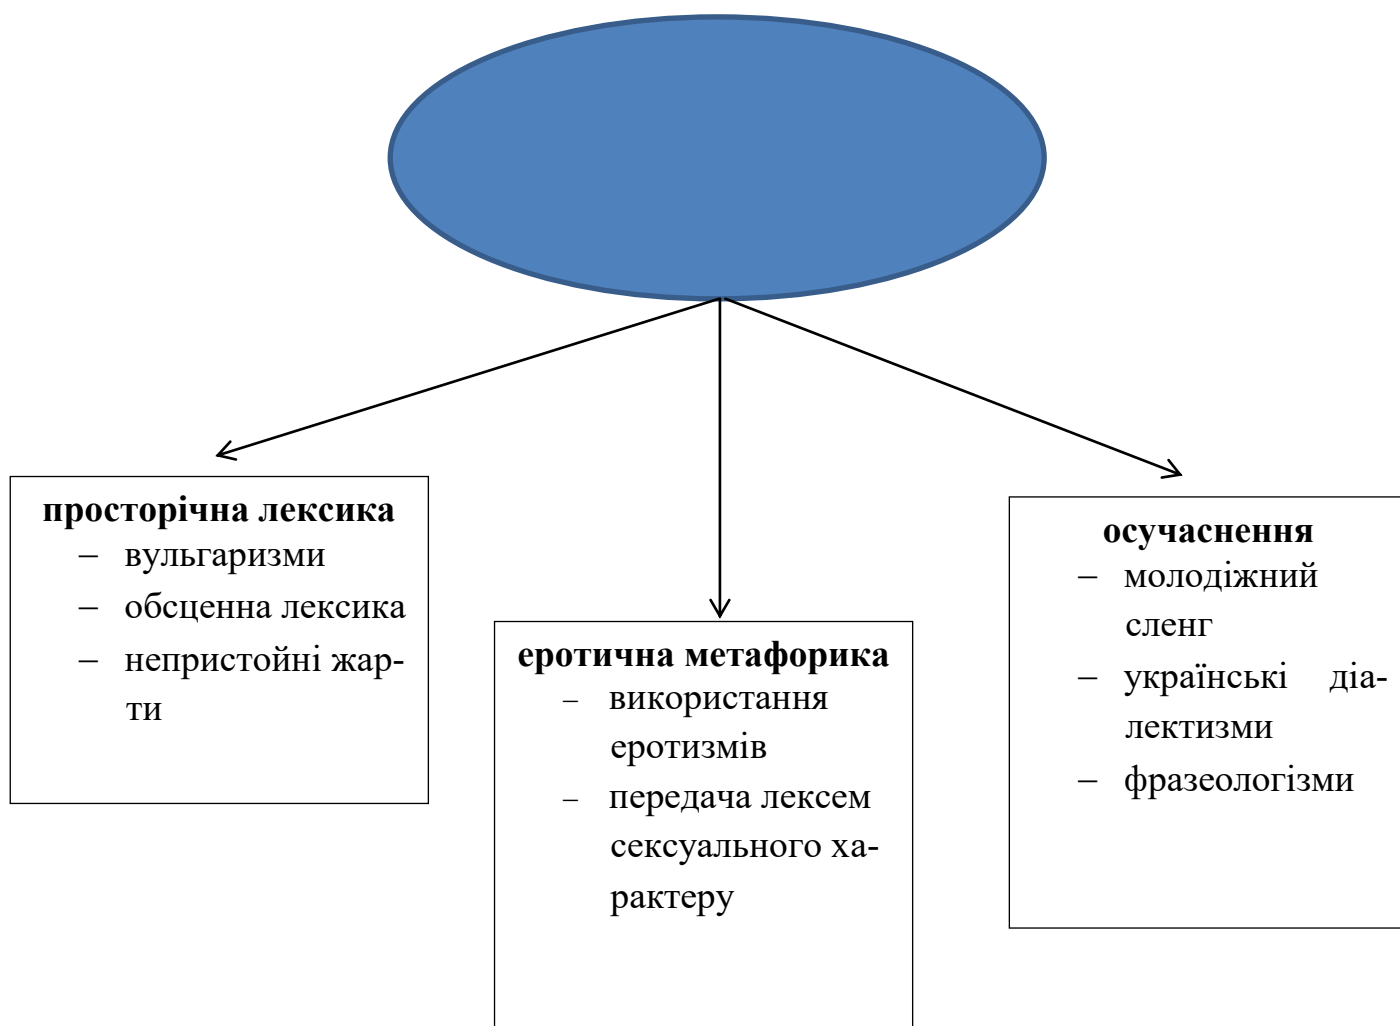 просторічна лексика
– вульгаризми
– обсценна лексика
– непристойні жар-
ти
еротична метафорика
– використання
еротизмів
– передача лексем
сексуального ха-
рактеру
осучаснення
– молодіжний
сленг
– українські діа-
лектизми
– фразеологізми